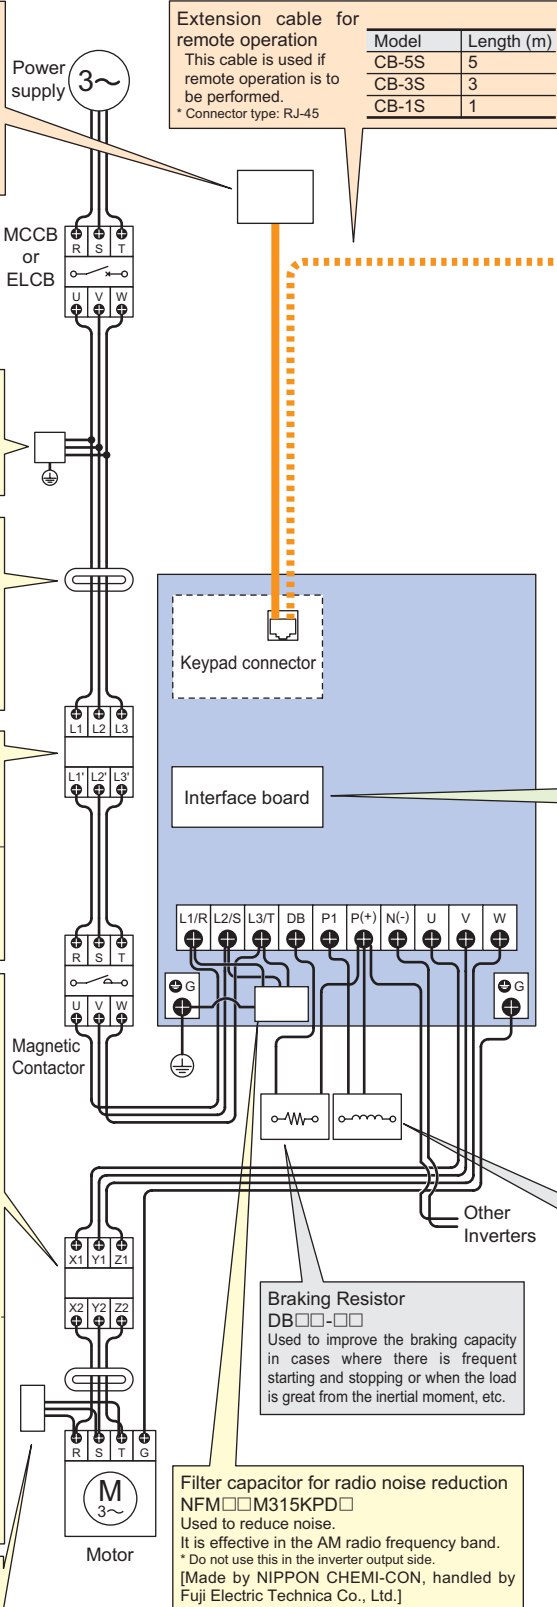 Extension cable for
remote operation
This cable is used if
remote operation is to
be performed.
* Connector type: RJ-45
Model Length (m)
CB-5S 5
CB-3S 3
CB-1S 1
Power
supply
3~
MCCB
or
ELCB
R S T
U V W
Keypad connector
L1 L2 L3
L1' L2' L3'
Interface board
L1/R L2/S L3/T DB P1 P(+) N(-) U V W
R S T
U V W
G
G
Magnetic
Contactor
Other
Inverters
X1 Y1 Z1
X2 Y2 Z2
Braking Resistor
DB□□-□□
Used to improve the braking capacity
in cases where there is frequent
starting and stopping or when the load
is great from the inertial moment, etc.
R S T G
M
3~
Motor
Filter capacitor for radio noise reduction
NFM□□M315KPD□
Used to reduce noise.
It is effective in the AM radio frequency band.
* Do not use this in the inverter output side.
[Made by NIPPON CHEMI-CON, handled by
Fuji Electric Technica Co., Ltd.]